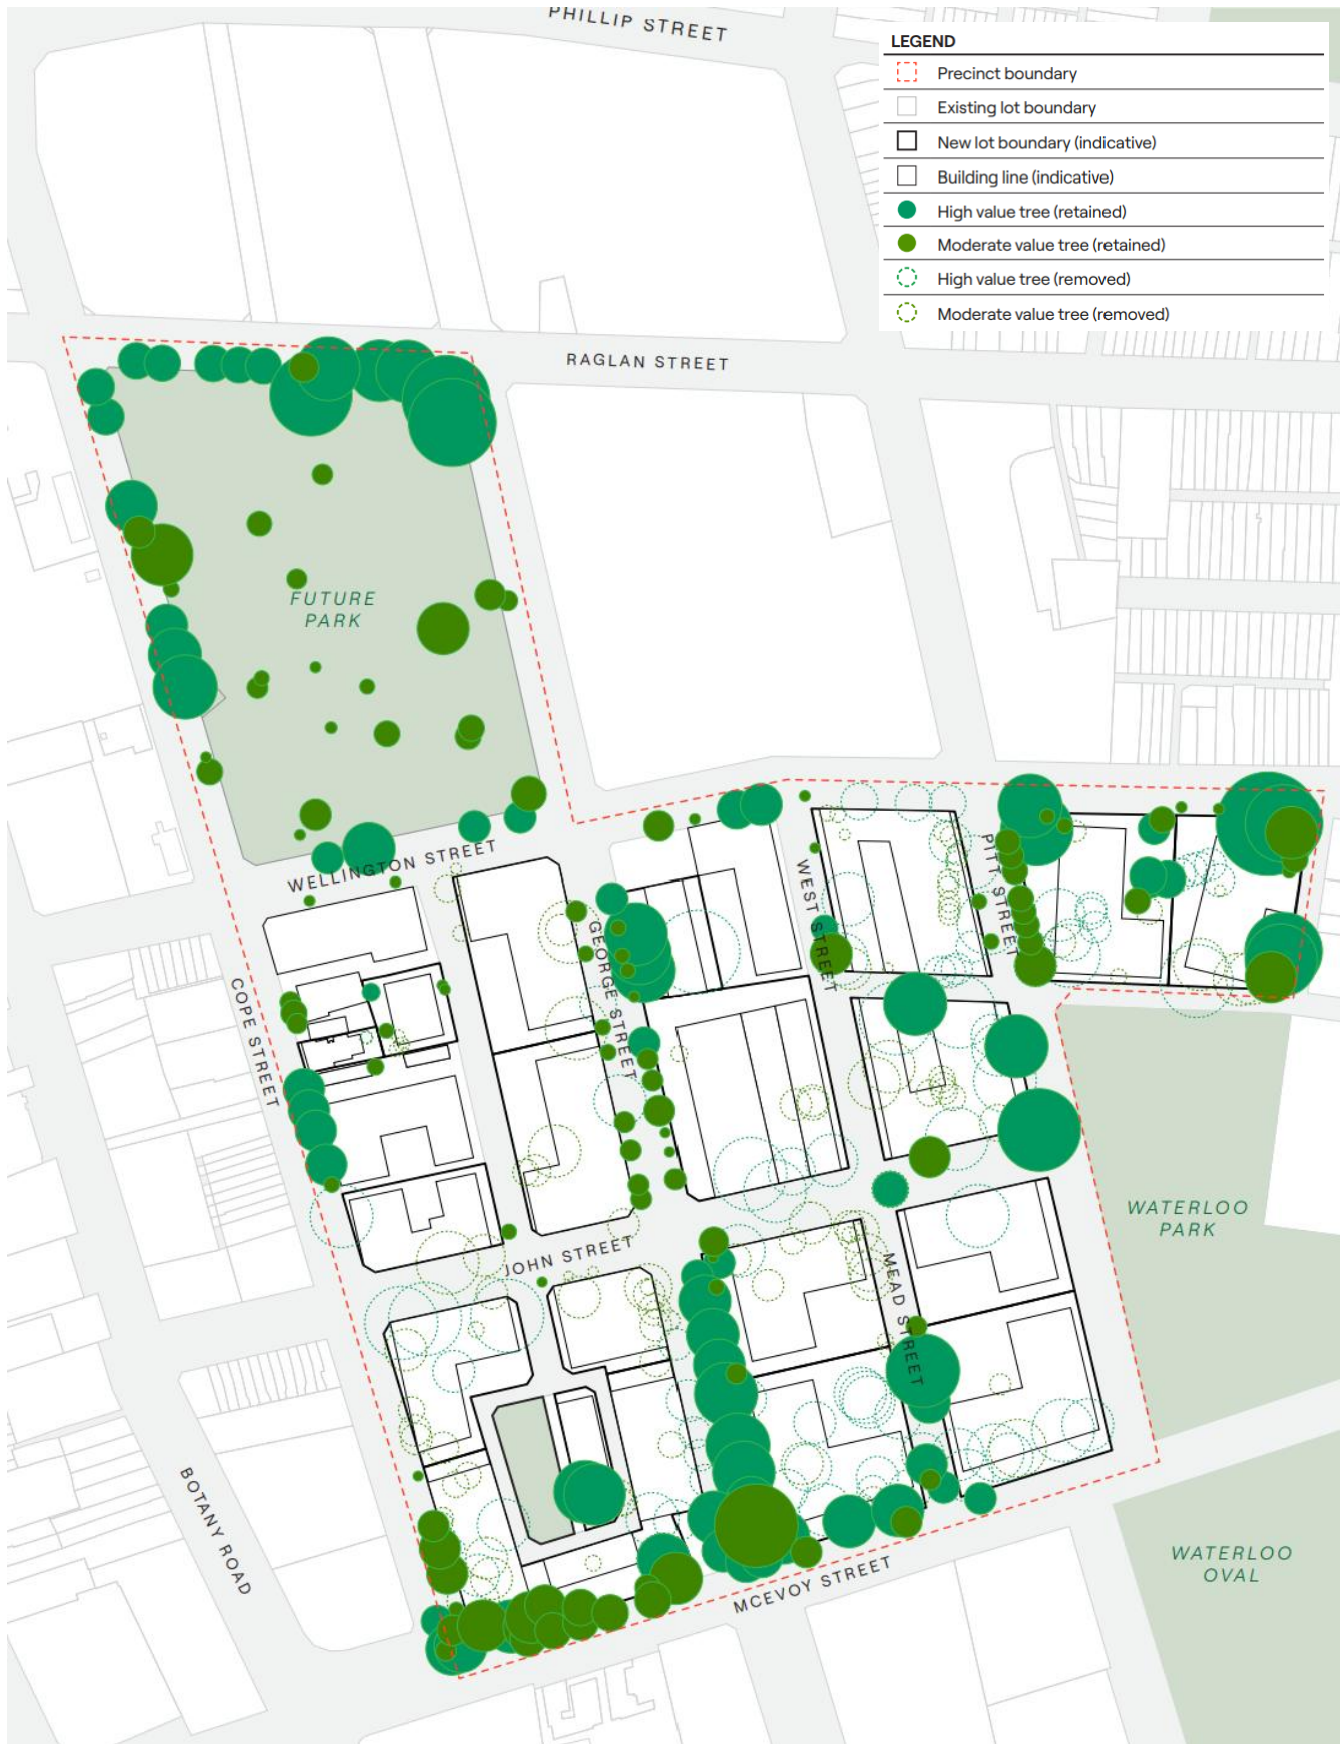 PHILLIP STREET
LEGEND
Precinct boundary
Existing lot boundary
New lot boundary (indicative)
Building line (indicative)
High value tree (retained)
Moderate value tree (retained)
High value tree (removed)
Moderate value tree (removed)
RAGLAN STREET
FUTURE
PARK
WELLINGTON STREET
PITT STREET
WEST STREET
GEORGE STREET
COPE STREET
WATERLOO
PARK
JOHN STREET
MEAD STREET
BOTANY ROAD
WATERLOO
OVAL
MCEVOY STREET